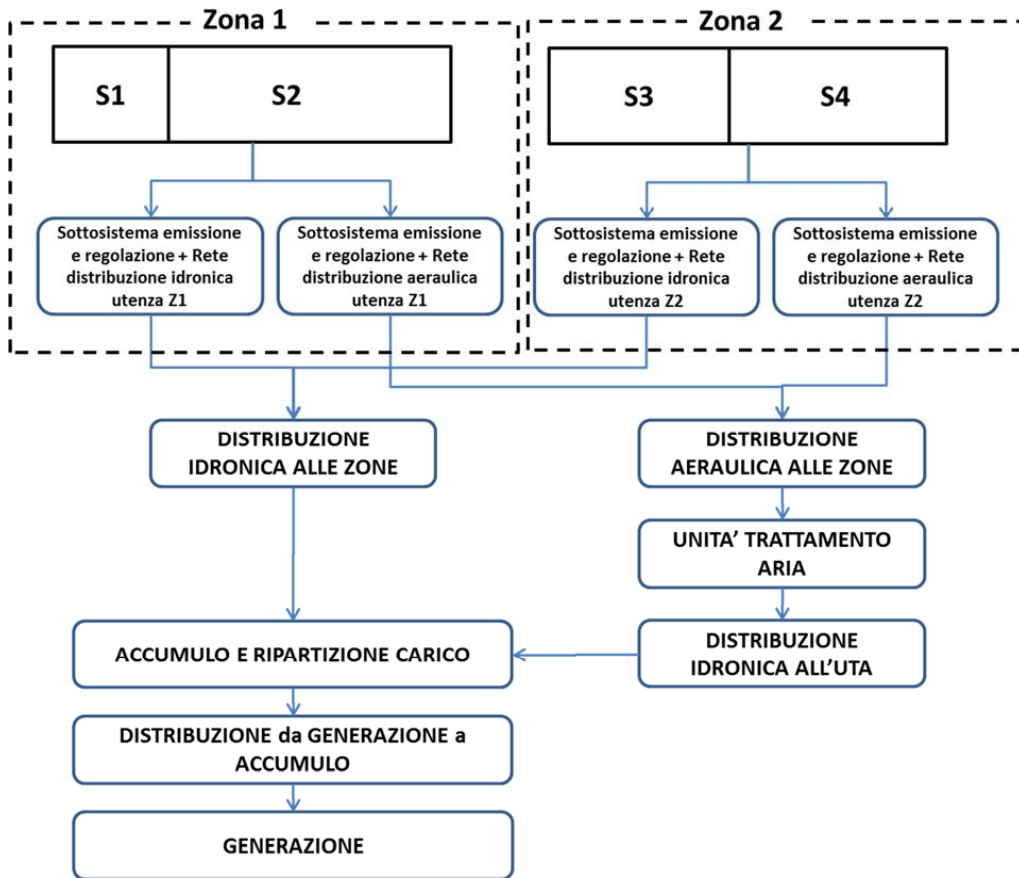 Zona 1
Zona 2
S1
S2
S3
S4
Sottosistema emissione
e regolazione + Rete
distribuzione idronica
utenza Z1
Sottosistema emissione
e regolazione + Rete
distribuzione aeraulica
utenza Z1
Sottosistema emissione
e regolazione + Rete
distribuzione idronica
utenza Z2
Sottosistema emissione
e regolazione + Rete
distribuzione aeraulica
utenza Z2
DISTRIBUZIONE
IDRONICA ALLE ZONE
DISTRIBUZIONE
AERAULICA ALLE ZONE
UNITA’ TRATTAMENTO
ARIA
ACCUMULO E RIPARTIZIONE CARICO
DISTRIBUZIONE
IDRONICA ALL’UTA
DISTRIBUZIONE da GENERAZIONE a
ACCUMULO
GENERAZIONE